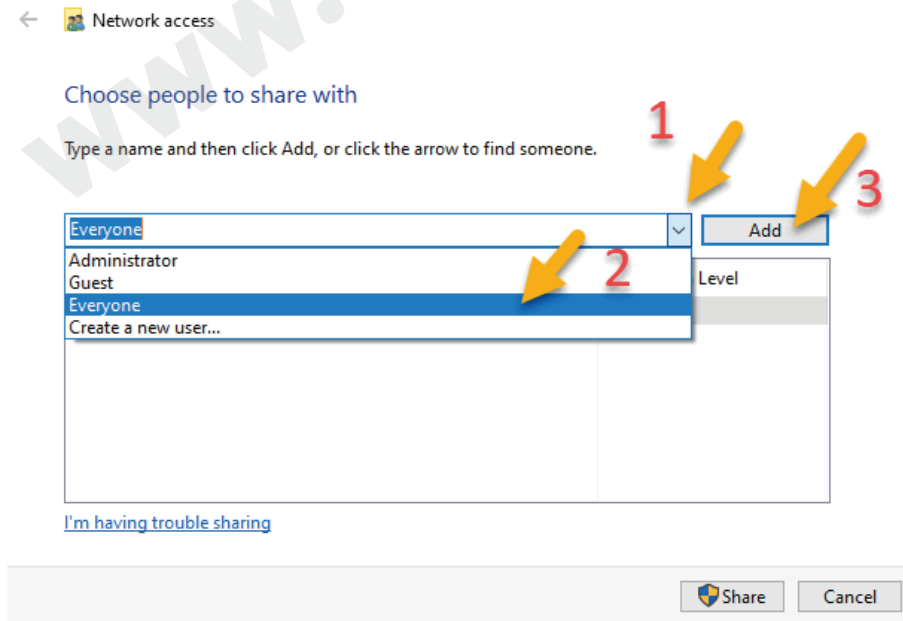 Network access
Choose people to share with
Type a name and then click Add, or click the arrow to find someone.
1
3
Everyone
Add
Administrator
Guest
2
Level
Everyone
Create a new user...
I'm having trouble sharing
Share
Cancel
www.